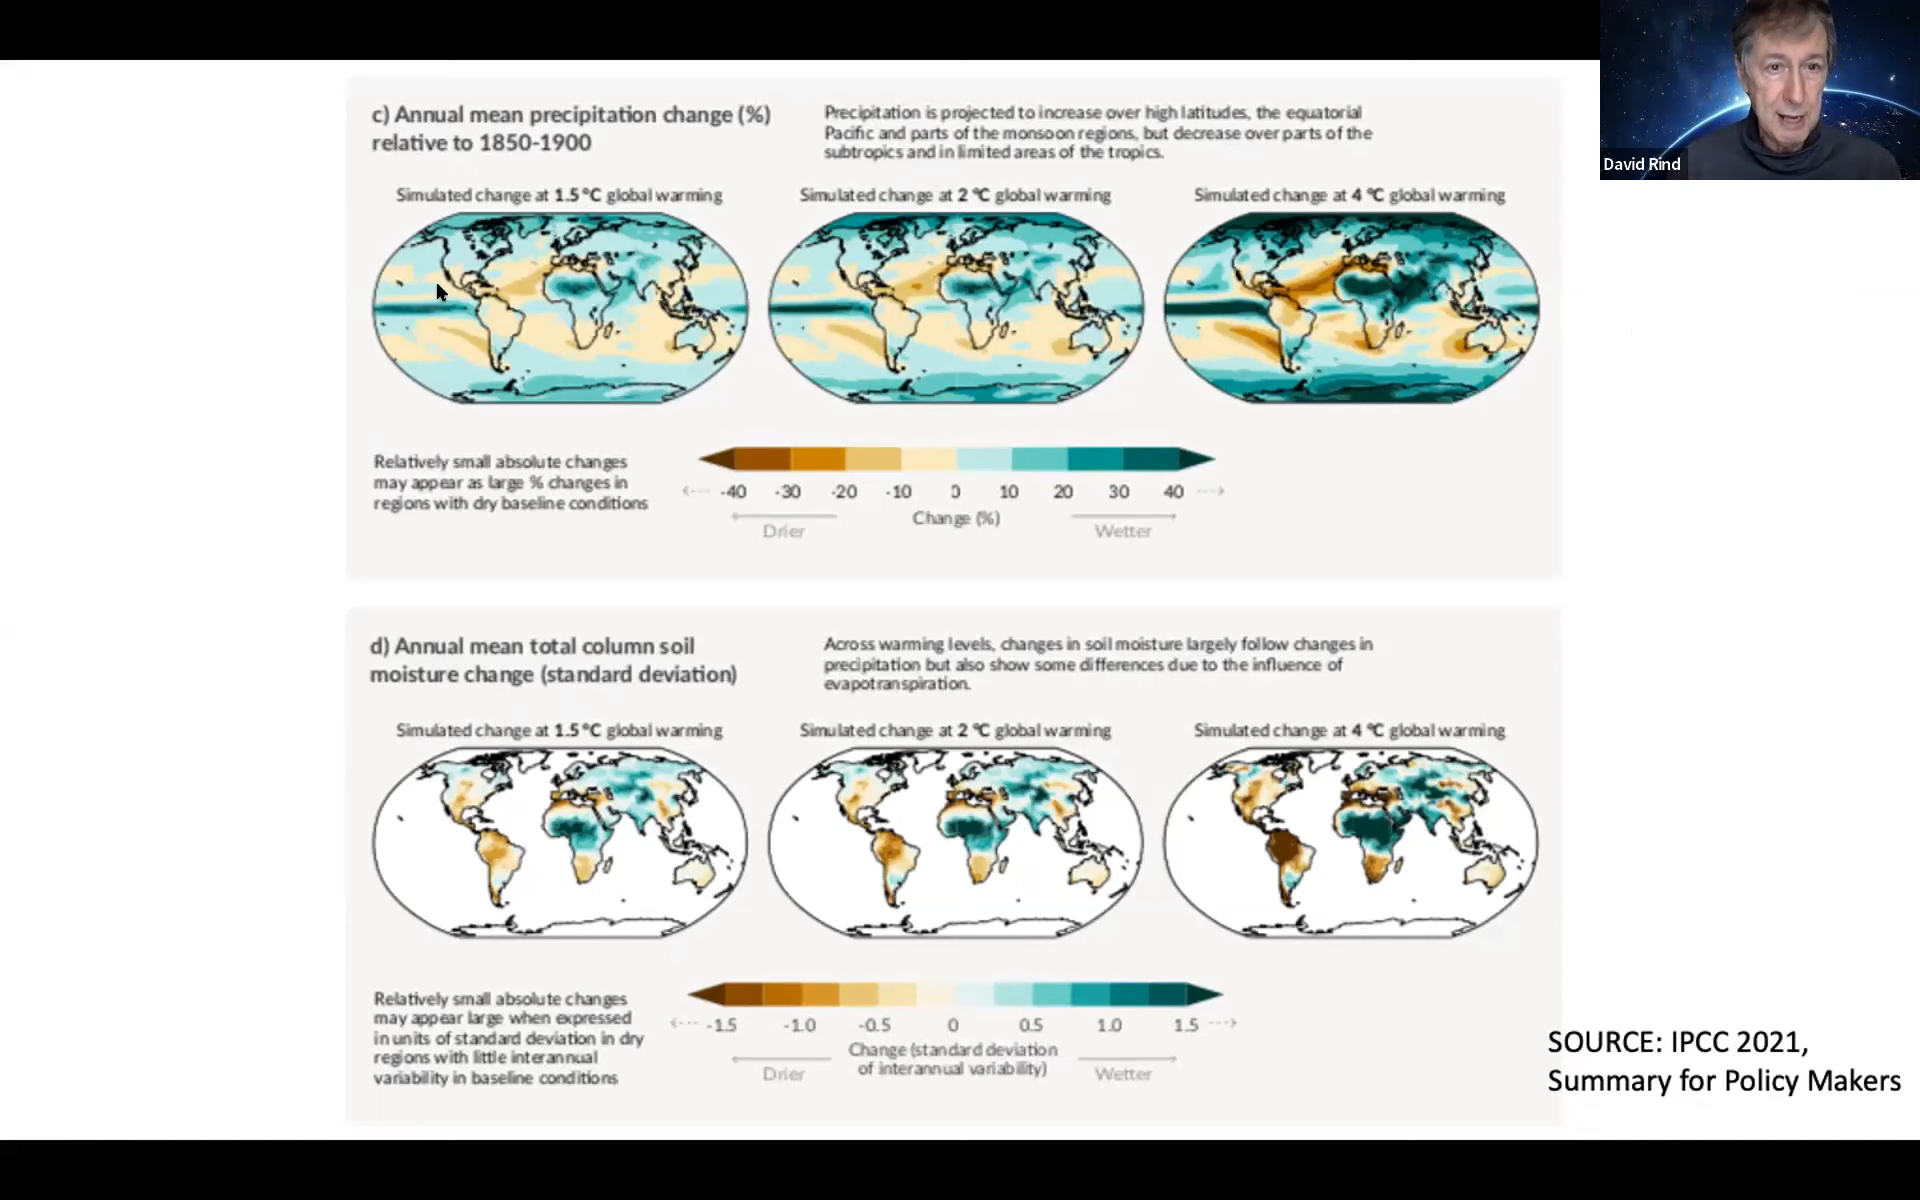 David Rind
c) Annual mean precipitation change (%)
relative to 1850-1900
Precipitation is projected to increase over high latitudes, the equatorial
Pacific and parts of the monsoon regions, but decrease over parts of the
subtropics and in limited areas of the tropics.
Simulated change at 1.5 °C global warming
Simulated change at 2 °C global warming
Simulated change at 4 °C global warming
Relatively small absolute changes
may appear as large % changes in
regions with dry baseline conditions
-40 -30 -20 -10 0 10 20 30 40
Change (%)
Drier
Wetter
d) Annual mean total column soil
moisture change (standard deviation)
Across warming levels, changes in soil moisture largely follow changes in
precipitation but also show some differences due to the influence of
evapotranspiration.
Simulated change at 1.5 °C global warming
Simulated change at 2 °C global warming
Simulated change at 4 °C global warming
Relatively small absolute changes
may appear large when expressed
in units of standard deviation in dry
regions with little interannual
variability in baseline conditions
-1.5 -1.0 -0.5 0 0.5 1.0 1.5
Change (standard deviation
of interannual variability)
Drier
Wetter
SOURCE: IPCC 2021,
Summary for Policy Makers